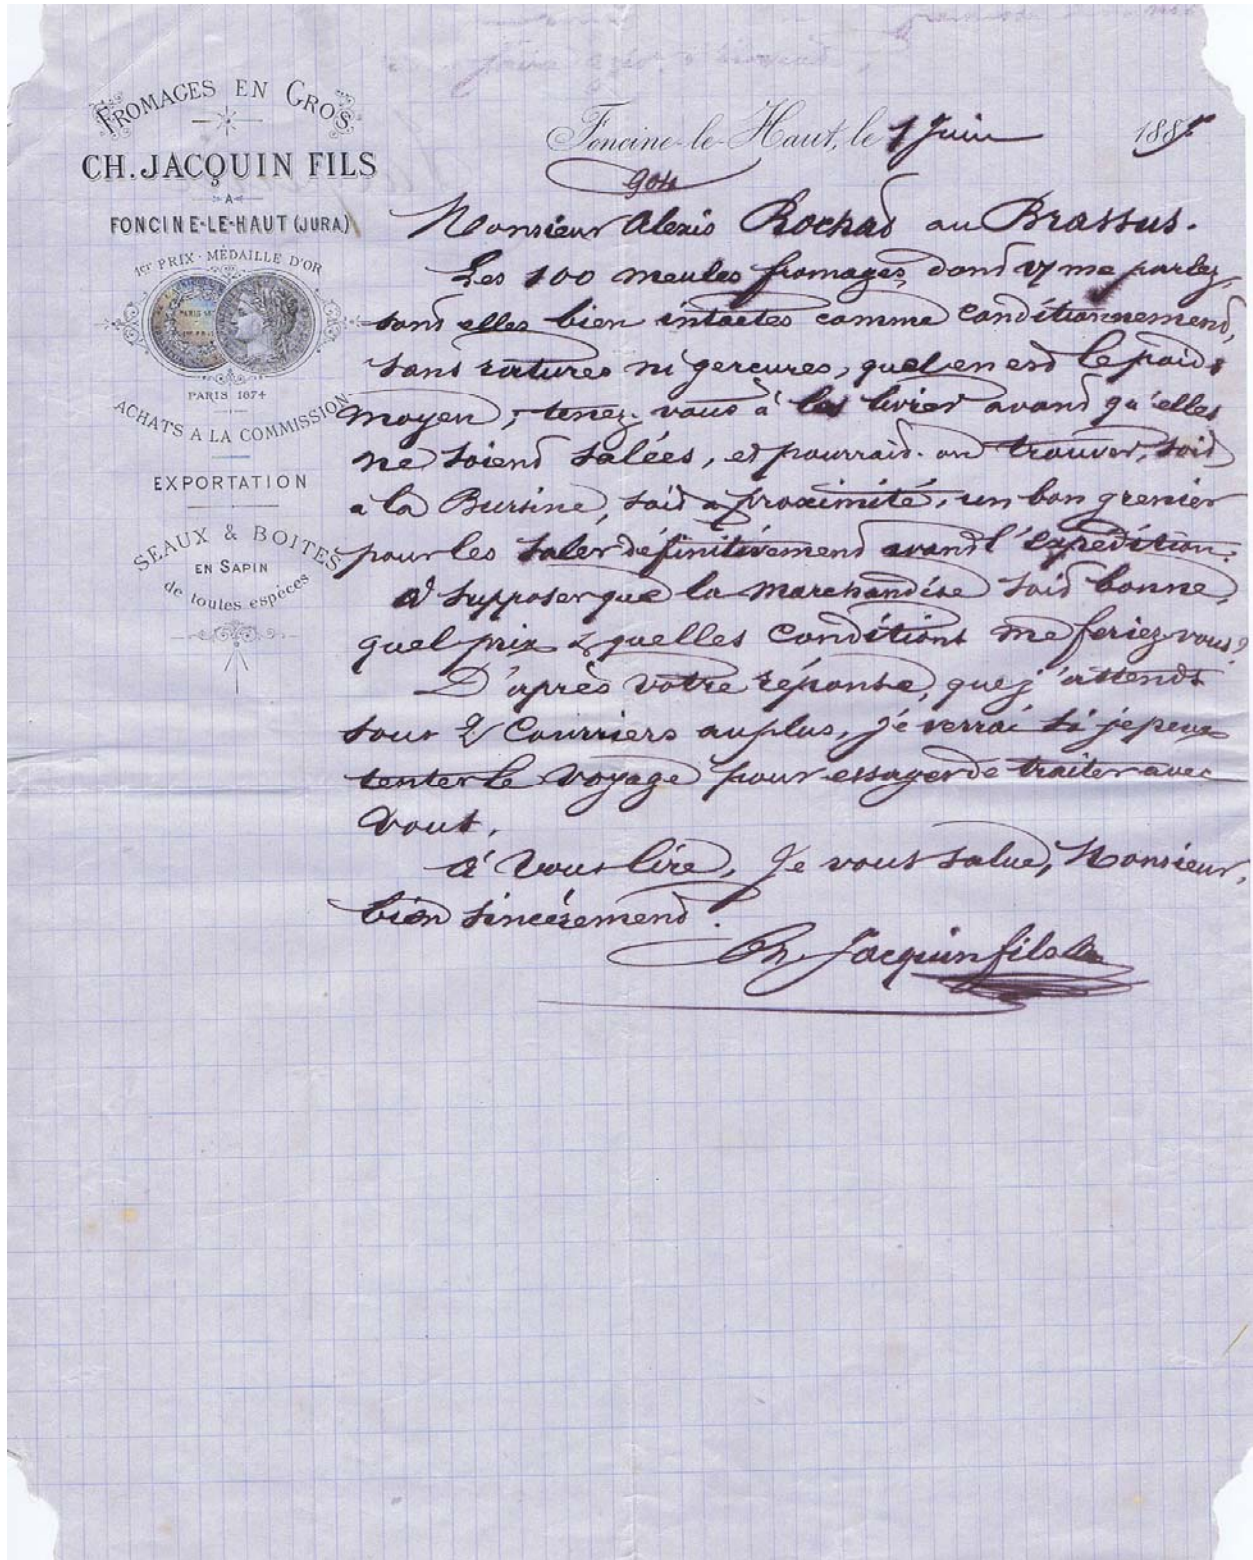 FROMAGES EN GROS
CH. JACQUIN FILS
A
FONCINE-LE-HAUT (JURA)
1er PRIX · MÉDAILLE D'OR
PARIS 1874
ACHATS A LA COMMISSION
EXPORTATION
SEAUX & BOITES
EN SAPIN
de toutes espèces
Foncine-le-Haut, le 1 Juin 188
904
Monsieur Alexis Rochat au Brassus.
Les 100 meules fromages, dont me parlez,
sont elles bien intactes comme conditionnement,
sans ni gerçures, quel en est le poids
moyen, tenez-vous à les livrer avant qu'elles
ne soient salées, et pourrait-on trouver, soit
a la Bursine, soit a proximité, un bon grenier
pour les saler définitivement avant l'expédition.
A supposer que la marchandise soit bonne,
quel prix & quelles conditions me feriez-vous?
D'après votre réponse, que j'attends
sous 2 Courriers au plus, je verrai si je peux
tenter le voyage pour essayer de traiter avec
vous.
A vous lire, Je vous salue, Monsieur,
bien sincèrement.
Ch. Jacquin fils